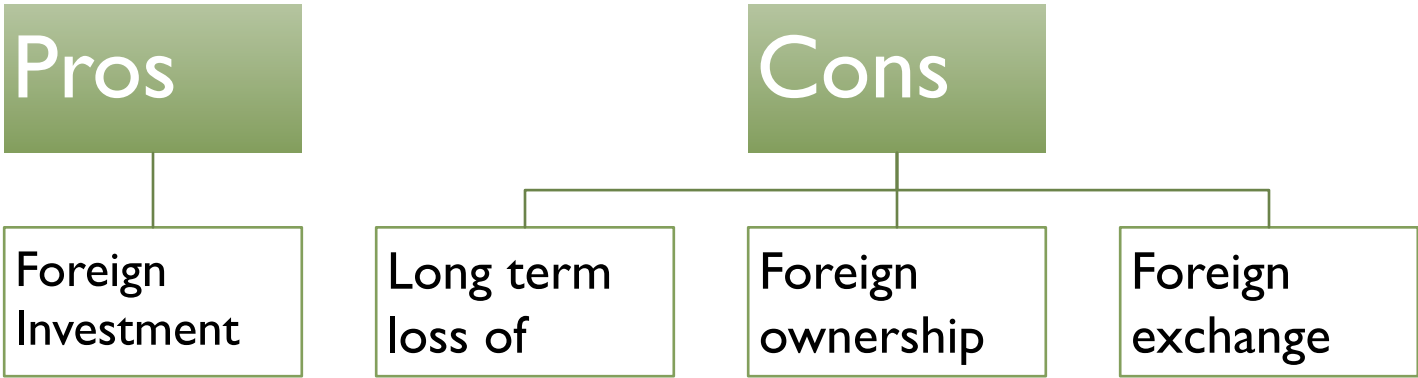 Pros
Cons
Foreign
Investment
Long term
loss of
Foreign
ownership
Foreign
exchange